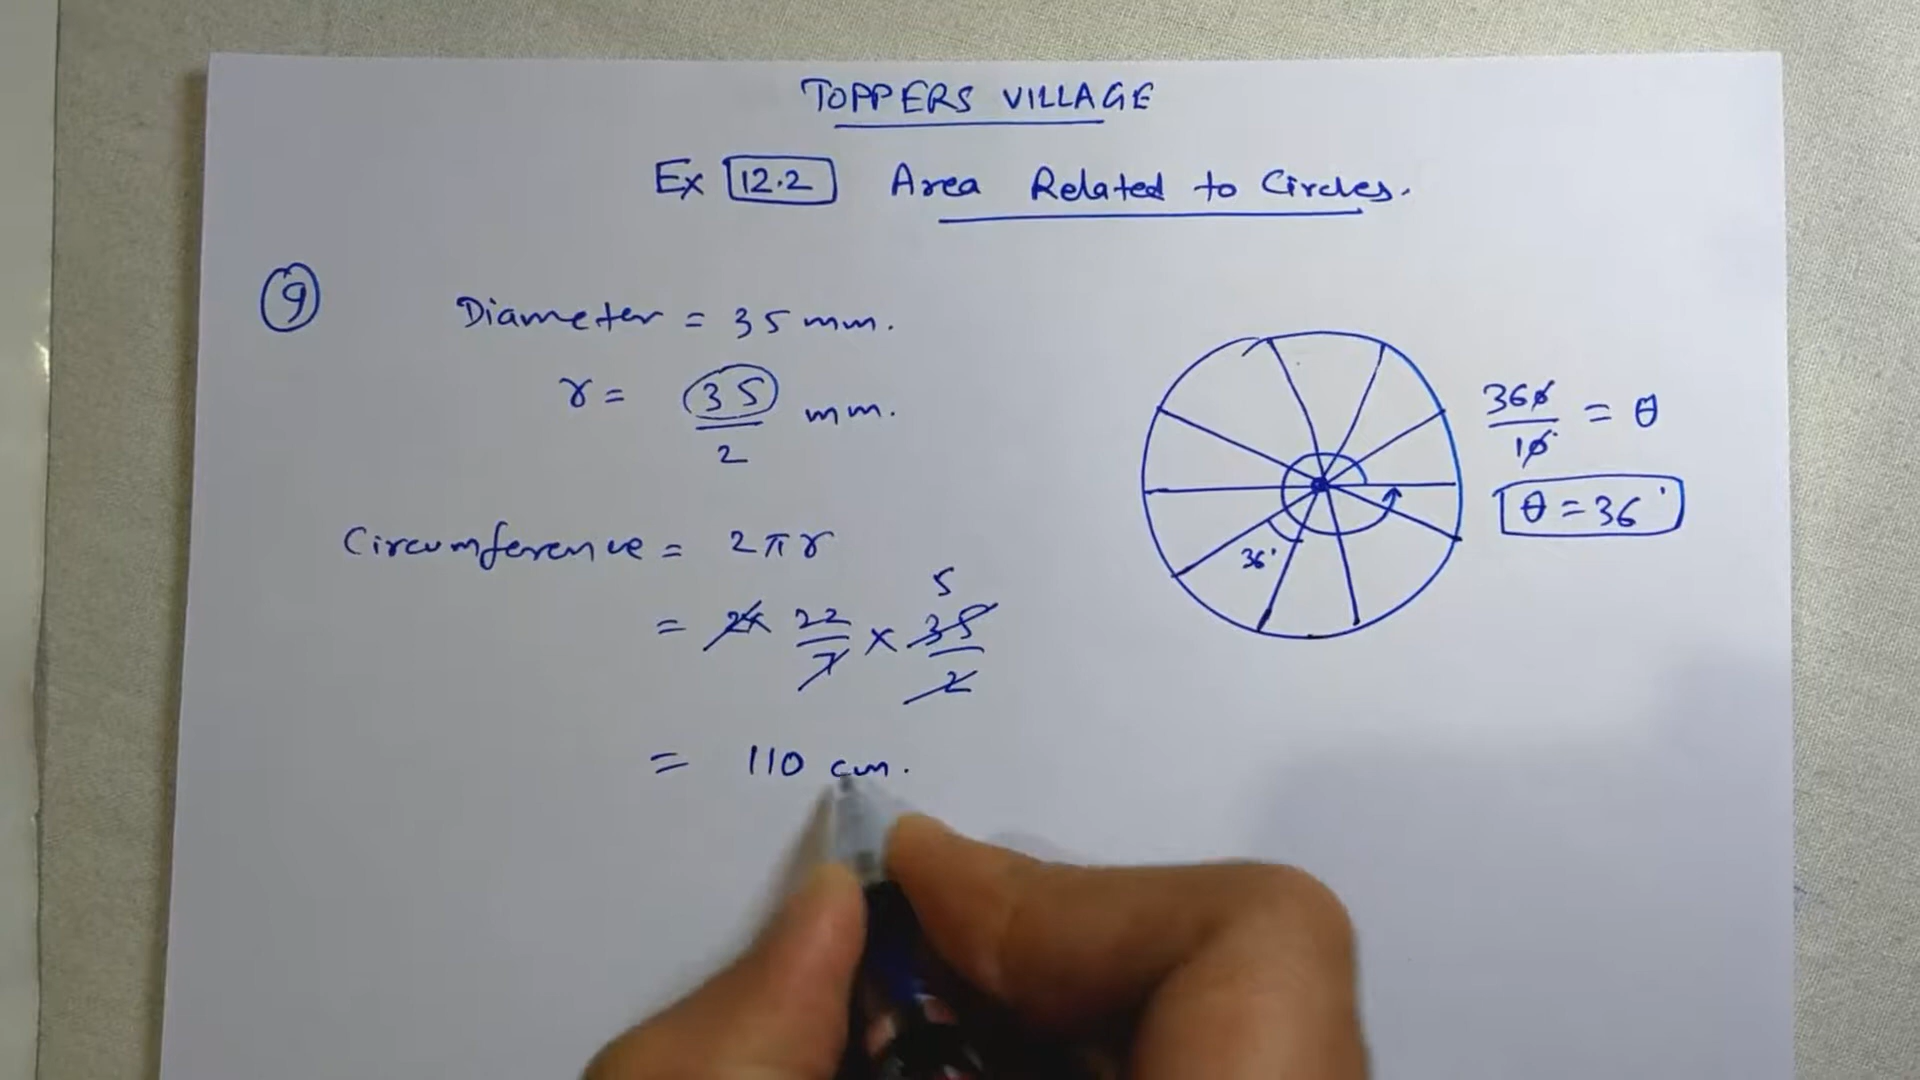 TOPPERS VILLAGE
Ex 12.2 Area Related to Circles.
9
Diameter = 35 mm.
r = 35/2 mm.
Circumference = 2πr
= 2× 22/7 × 35/2
5
= 110 cm.
360/10 = θ
θ = 36°
36°